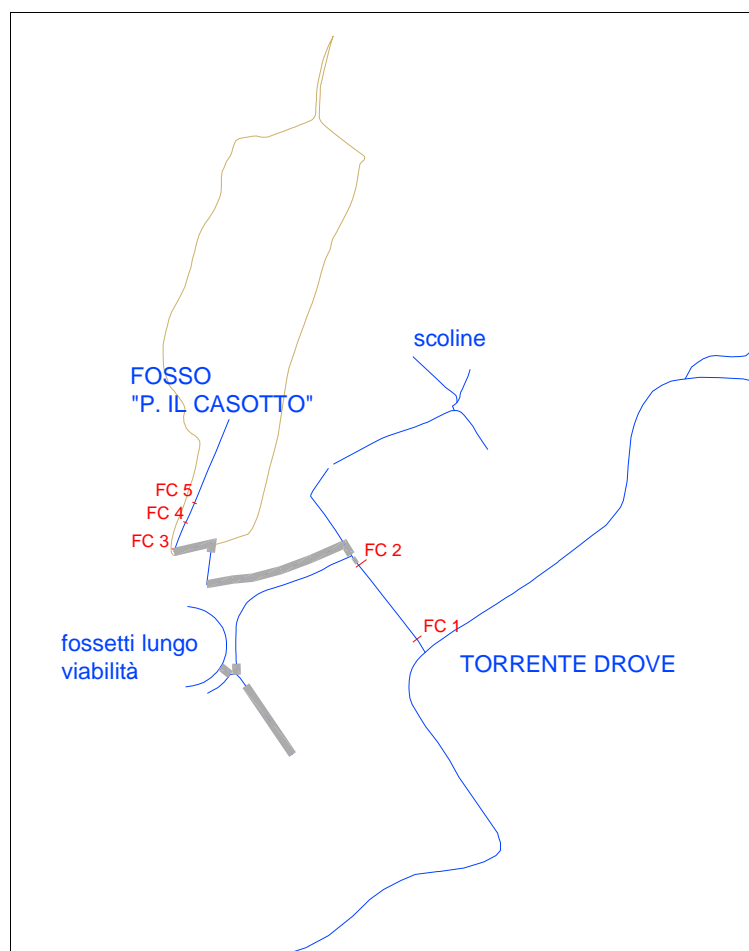 scoline
FOSSO
"P. IL CASOTTO"
FC 5
FC 4
FC 3
FC 2
FC 1
fossetti lungo
viabilità
TORRENTE DROVE